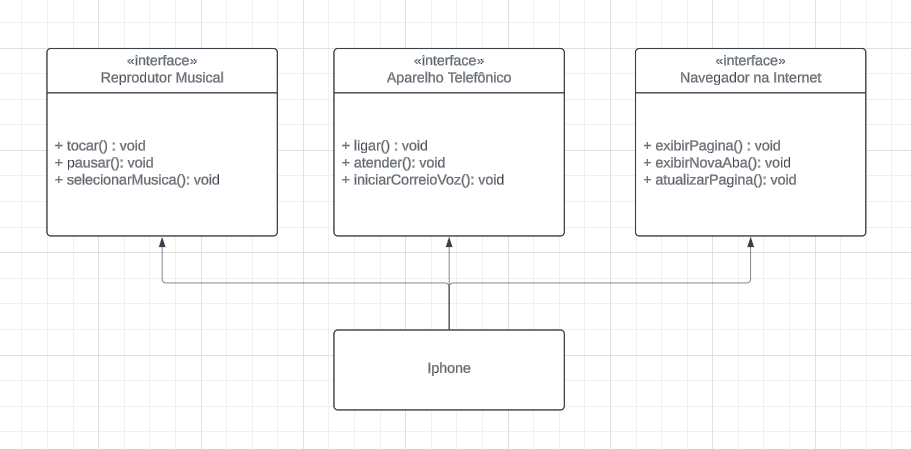 «interface»
Reprodutor Musical
+ tocar() : void
+ pausar(): void
+ selecionarMusica(): void
«interface»
Aparelho Telefônico
+ ligar() : void
+ atender(): void
+ iniciarCorreioVoz(): void
«interface»
Navegador na Internet
+ exibirPagina() : void
+ exibirNovaAba(): void
+ atualizarPagina(): void
Iphone